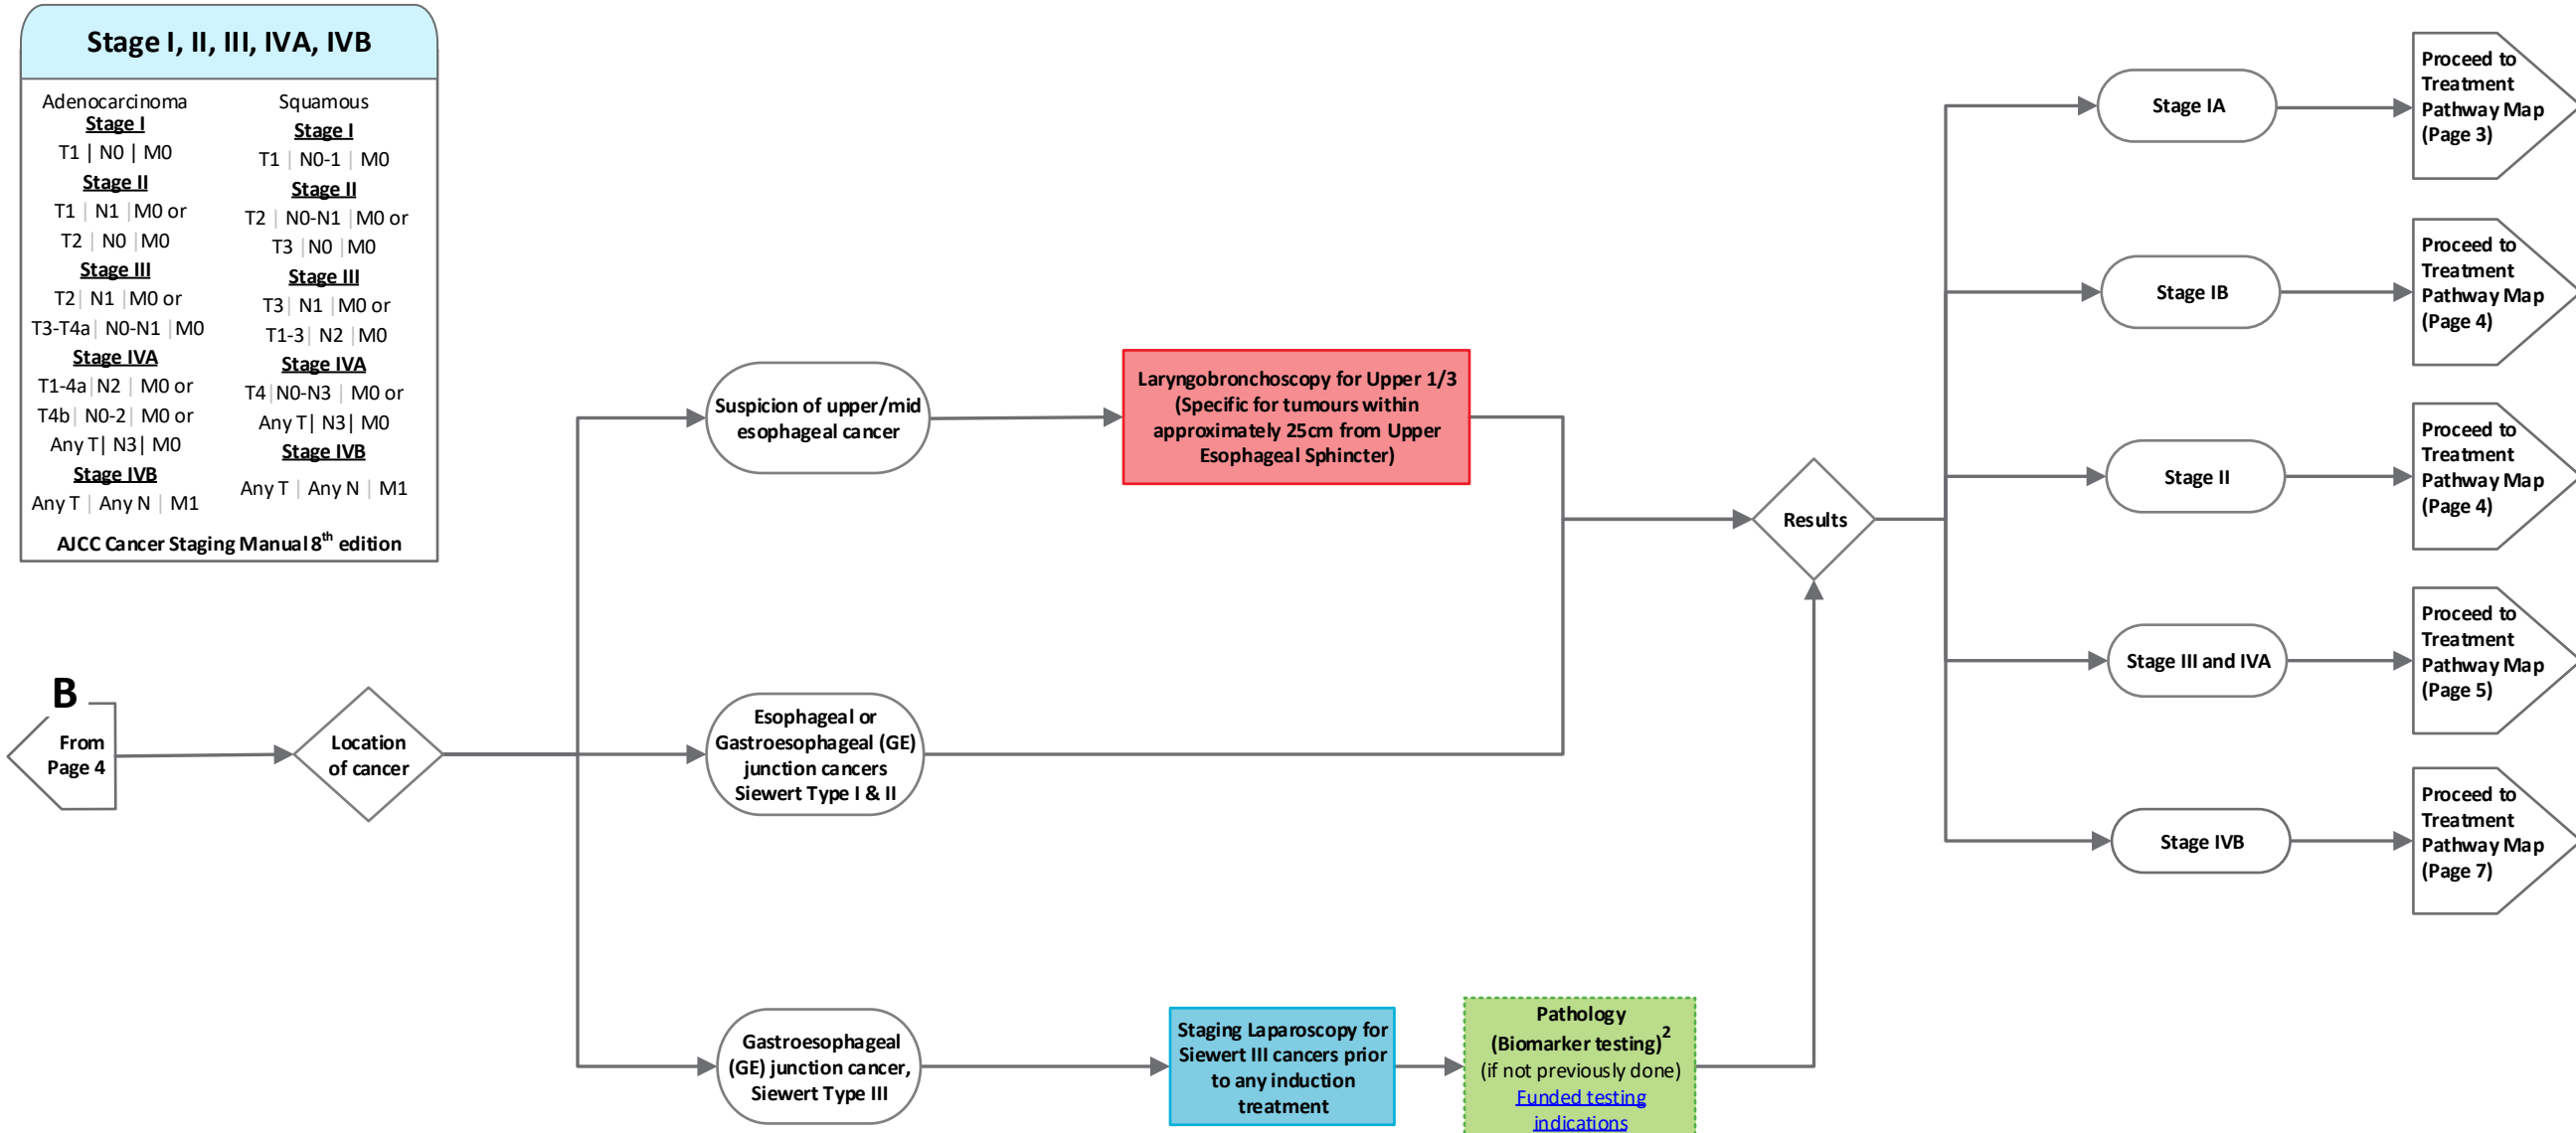 Stage I, II, III, IVA, IVB
Adenocarcinoma
Stage I
T1 | N0 | M0
Stage II
T1 | N1 |M0 or
T2 | N0 |M0
Stage III
T2| N1 |M0 or
T3-T4a| N0-N1 |M0
Stage IVA
T1-4a|N2 | M0 or
T4b| N0-2| M0 or
Any T| N3| M0
Stage IVB
Any T | Any N | M1
Squamous
Stage I
T1 | N0-1 | M0
Stage II
T2 | N0-N1 |M0 or
T3 |N0 |M0
Stage III
T3| N1 |M0 or
T1-3| N2 |M0
Stage IVA
T4|N0-N3 | M0 or
Any T| N3| M0
Stage IVB
Any T | Any N | M1
AJCC Cancer Staging Manual 8th edition
B
From
Page 4
Location
of cancer
Suspicion of upper/mid
esophageal cancer
Laryngobronchoscopy for Upper 1/3
(Specific for tumours within
approximately 25cm from Upper
Esophageal Sphincter)
Esophageal or
Gastroesophageal (GE)
junction cancers
Siewert Type I & II
Gastroesophageal
(GE) junction cancer,
Siewert Type III
Staging Laparoscopy for
Siewert III cancers prior
to any induction
treatment
Pathology
(Biomarker testing)2
(if not previously done)
Funded testing
indications
Results
Stage IA
Proceed to
Treatment
Pathway Map
(Page 3)
Stage IB
Proceed to
Treatment
Pathway Map
(Page 4)
Stage II
Proceed to
Treatment
Pathway Map
(Page 4)
Stage III and IVA
Proceed to
Treatment
Pathway Map
(Page 5)
Stage IVB
Proceed to
Treatment
Pathway Map
(Page 7)